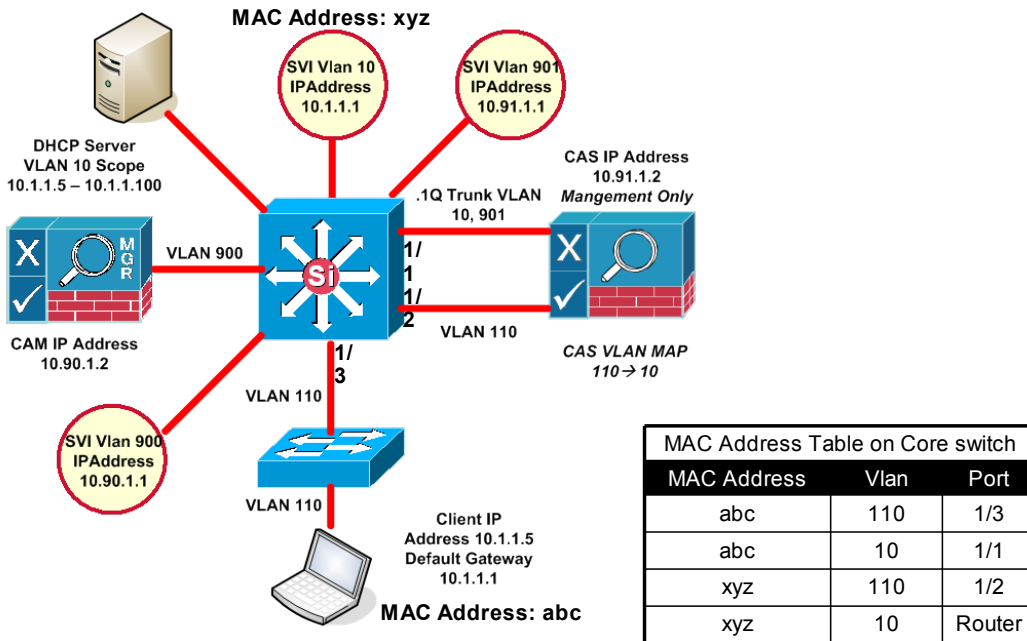 MAC Address: xyz
SVI Vlan 10
IPAddress
10.1.1.1
SVI Vlan 901
IPAddress
10.91.1.1
DHCP Server
VLAN 10 Scope
10.1.1.5 – 10.1.1.100
CAS IP Address
10.91.1.2
Mangement Only
.1Q Trunk VLAN
10, 901
MGR
VLAN 900
Si
1/
1
1/
2
VLAN 110
CAM IP Address
10.90.1.2
CAS VLAN MAP
110→ 10
1/
3
VLAN 110
SVI Vlan 900
IPAddress
10.90.1.1
VLAN 110
Client IP
Address 10.1.1.5
Default Gateway
10.1.1.1
MAC Address: abc
MAC Address Table on Core switch
MAC Address Vlan Port
abc 110 1/3
abc 10 1/1
xyz 110 1/2
xyz 10 Router